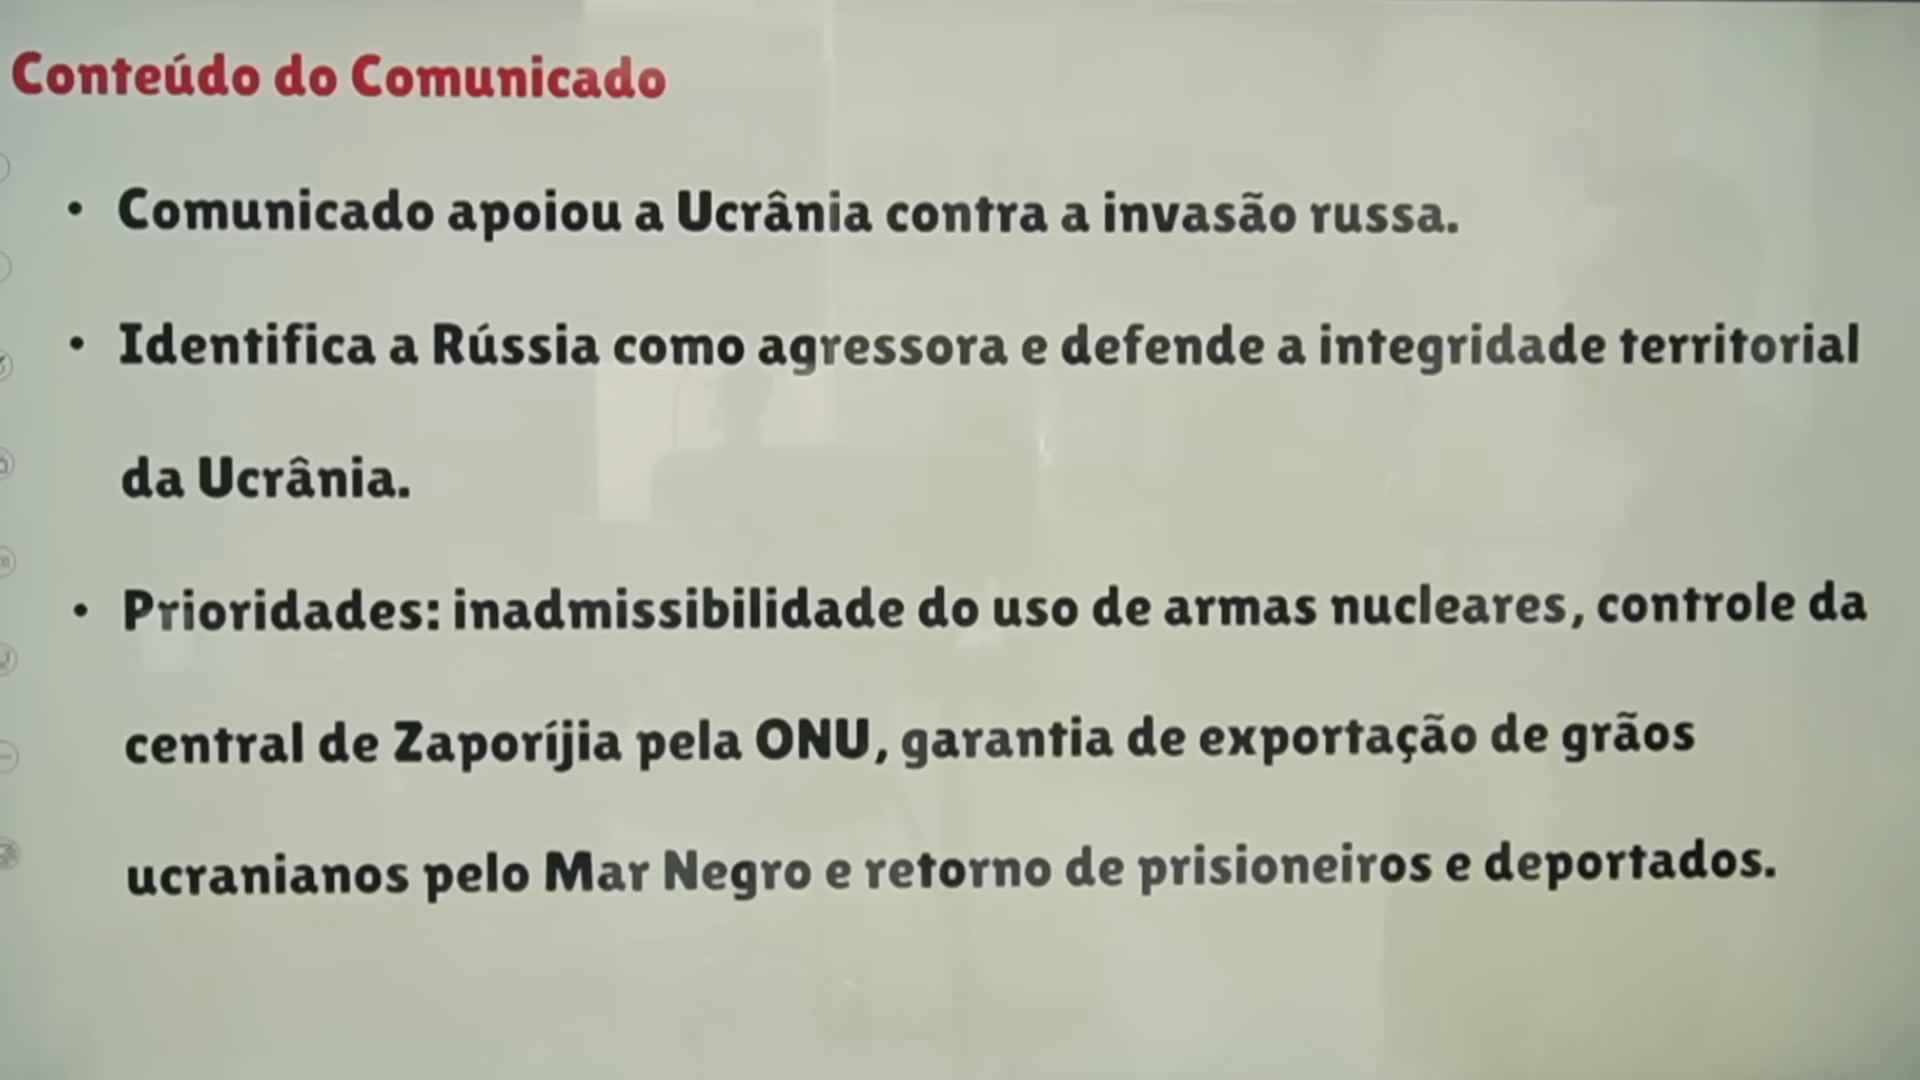 Conteúdo do Comunicado
• Comunicado apoiou a Ucrânia contra a invasão russa.
• Identifica a Rússia como agressora e defende a integridade territorial
da Ucrânia.
• Prioridades: inadmissibilidade do uso de armas nucleares, controle da
central de Zaporíjia pela ONU, garantia de exportação de grãos
ucranianos pelo Mar Negro e retorno de prisioneiros e deportados.